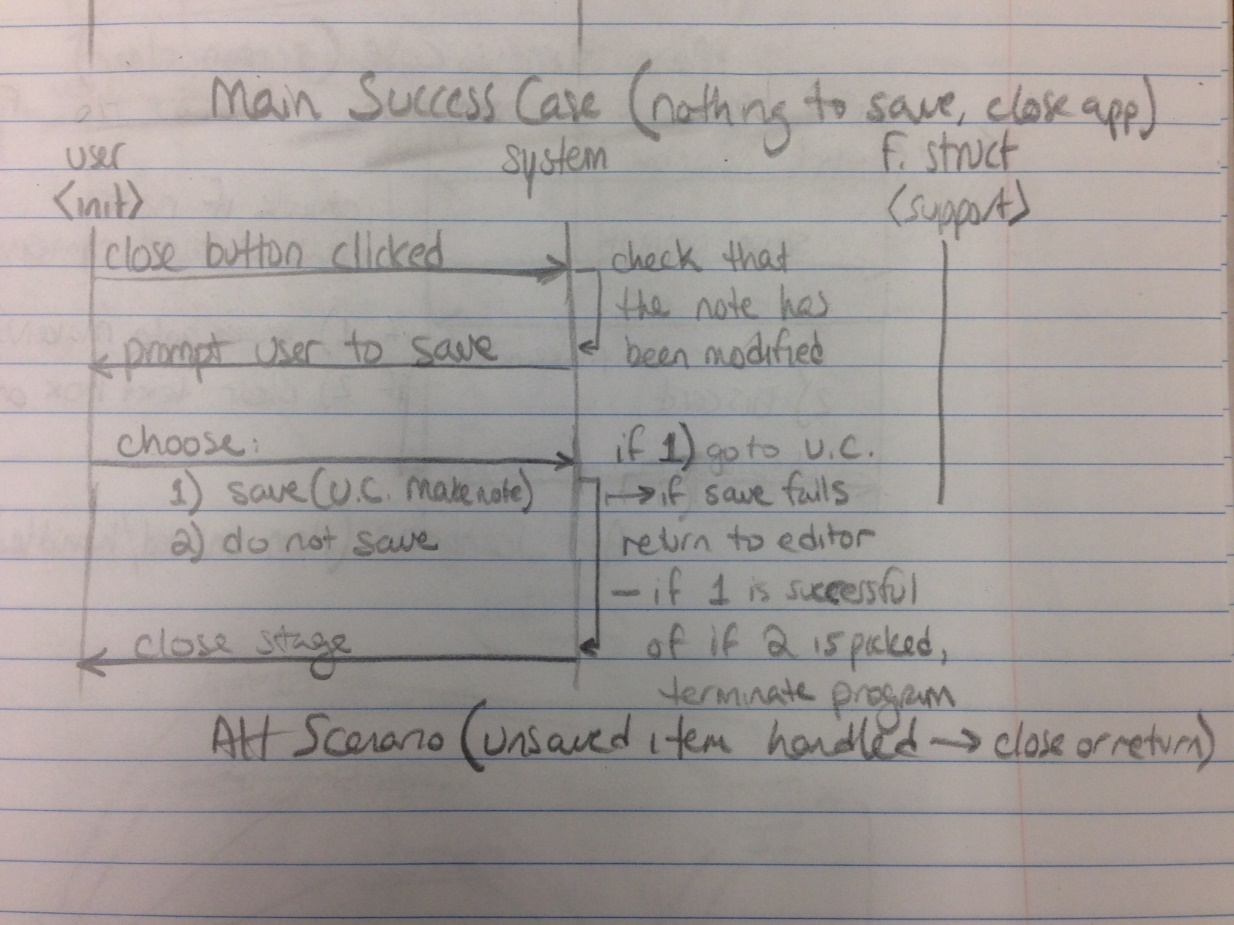 Main Success Case (nothng to save, close app)
user system F. struct
<init> <support>
close button clicked
check that
the note has
been modified
prompt user to save
choose:
1) save (U.C. Make note)
2) do not save
if 1) go to U.C.
→ if save fails
return to editor
– if 1 is successful
of if 2 is picked,
terminate program
close stage
Alt Scenario (unsaved item handled → close or return)